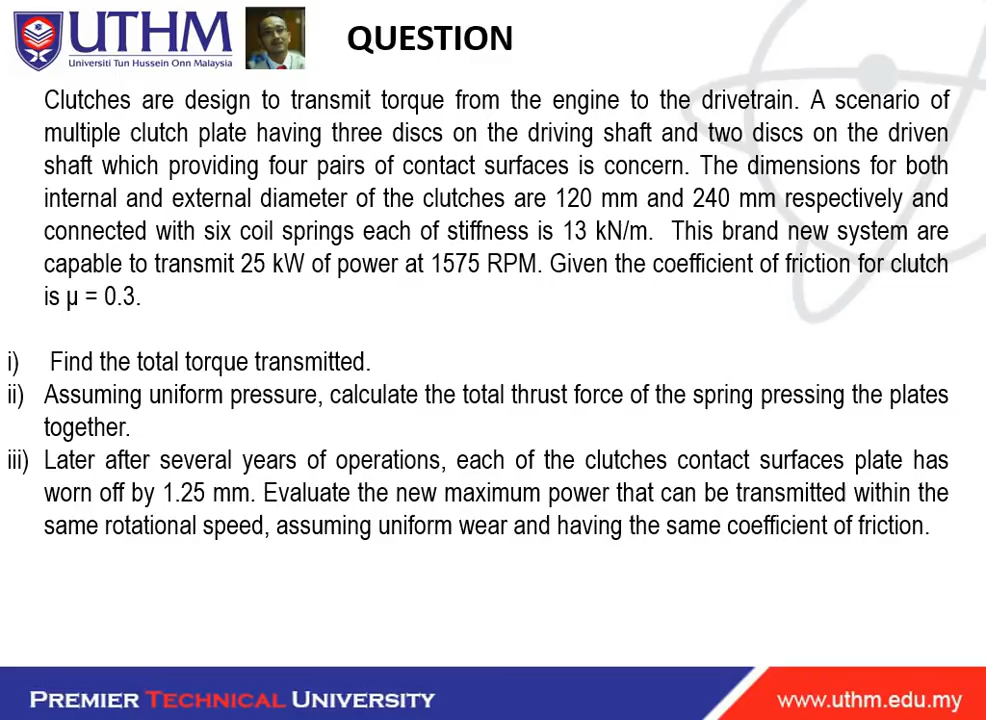 UTHM
Universiti Tun Hussein Onn Malaysia
QUESTION
Clutches are design to transmit torque from the engine to the drivetrain. A scenario of
multiple clutch plate having three discs on the driving shaft and two discs on the driven
shaft which providing four pairs of contact surfaces is concern. The dimensions for both
internal and external diameter of the clutches are 120 mm and 240 mm respectively and
connected with six coil springs each of stiffness is 13 kN/m. This brand new system are
capable to transmit 25 kW of power at 1575 RPM. Given the coefficient of friction for clutch
is μ = 0.3.
i) Find the total torque transmitted.
ii) Assuming uniform pressure, calculate the total thrust force of the spring pressing the plates
together.
iii) Later after several years of operations, each of the clutches contact surfaces plate has
worn off by 1.25 mm. Evaluate the new maximum power that can be transmitted within the
same rotational speed, assuming uniform wear and having the same coefficient of friction.
PREMIER TECHNICAL UNIVERSITY
www.uthm.edu.my